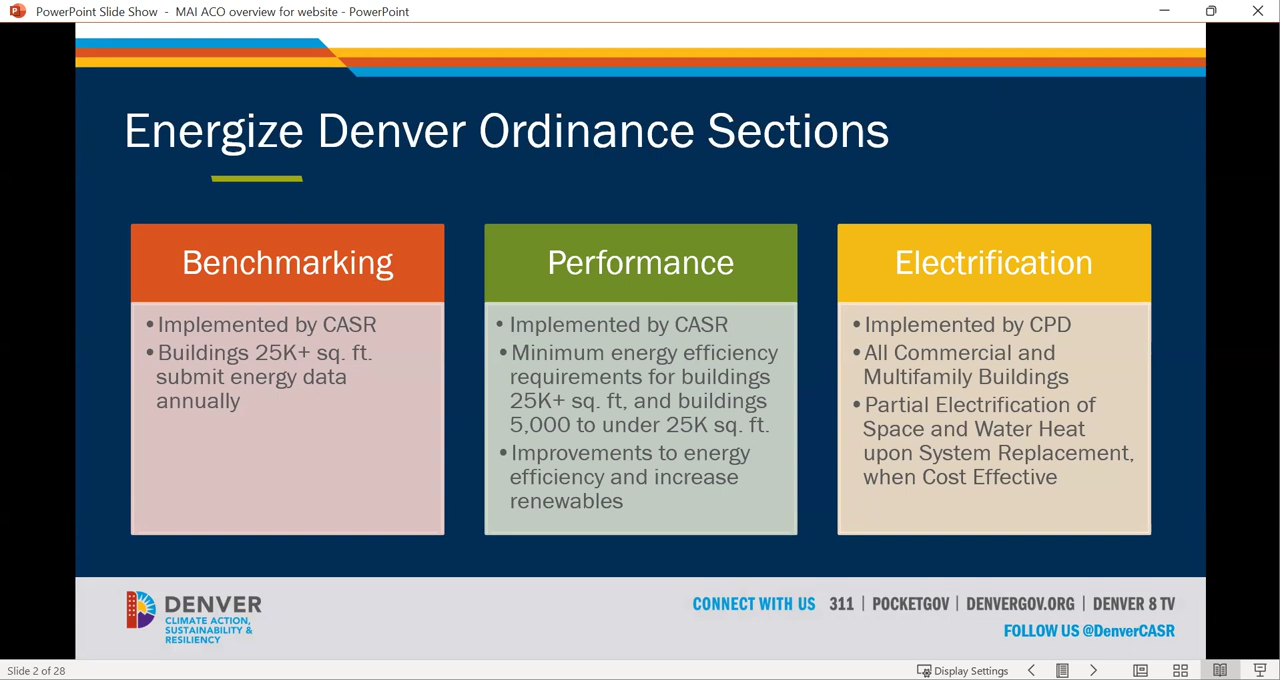 PowerPoint Slide Show - MAI ACO overview for website - PowerPoint
Energize Denver Ordinance Sections
Benchmarking
•Implemented by CASR
•Buildings 25K+ sq. ft.
submit energy data
annually
Performance
• Implemented by CASR
•Minimum energy efficiency
requirements for buildings
25K+ sq. ft, and buildings
5,000 to under 25K sq. ft.
•Improvements to energy
efficiency and increase
renewables
Electrification
•Implemented by CPD
•All Commercial and
Multifamily Buildings
•Partial Electrification of
Space and Water Heat
upon System Replacement,
when Cost Effective
DENVER
CLIMATE ACTION,
SUSTAINABILITY &
RESILIENCY
CONNECT WITH US 311 | POCKETGOV | DENVERGOV.ORG | DENVER 8 TV
FOLLOW US @DenverCASR
Slide 2 of 28
Display Settings